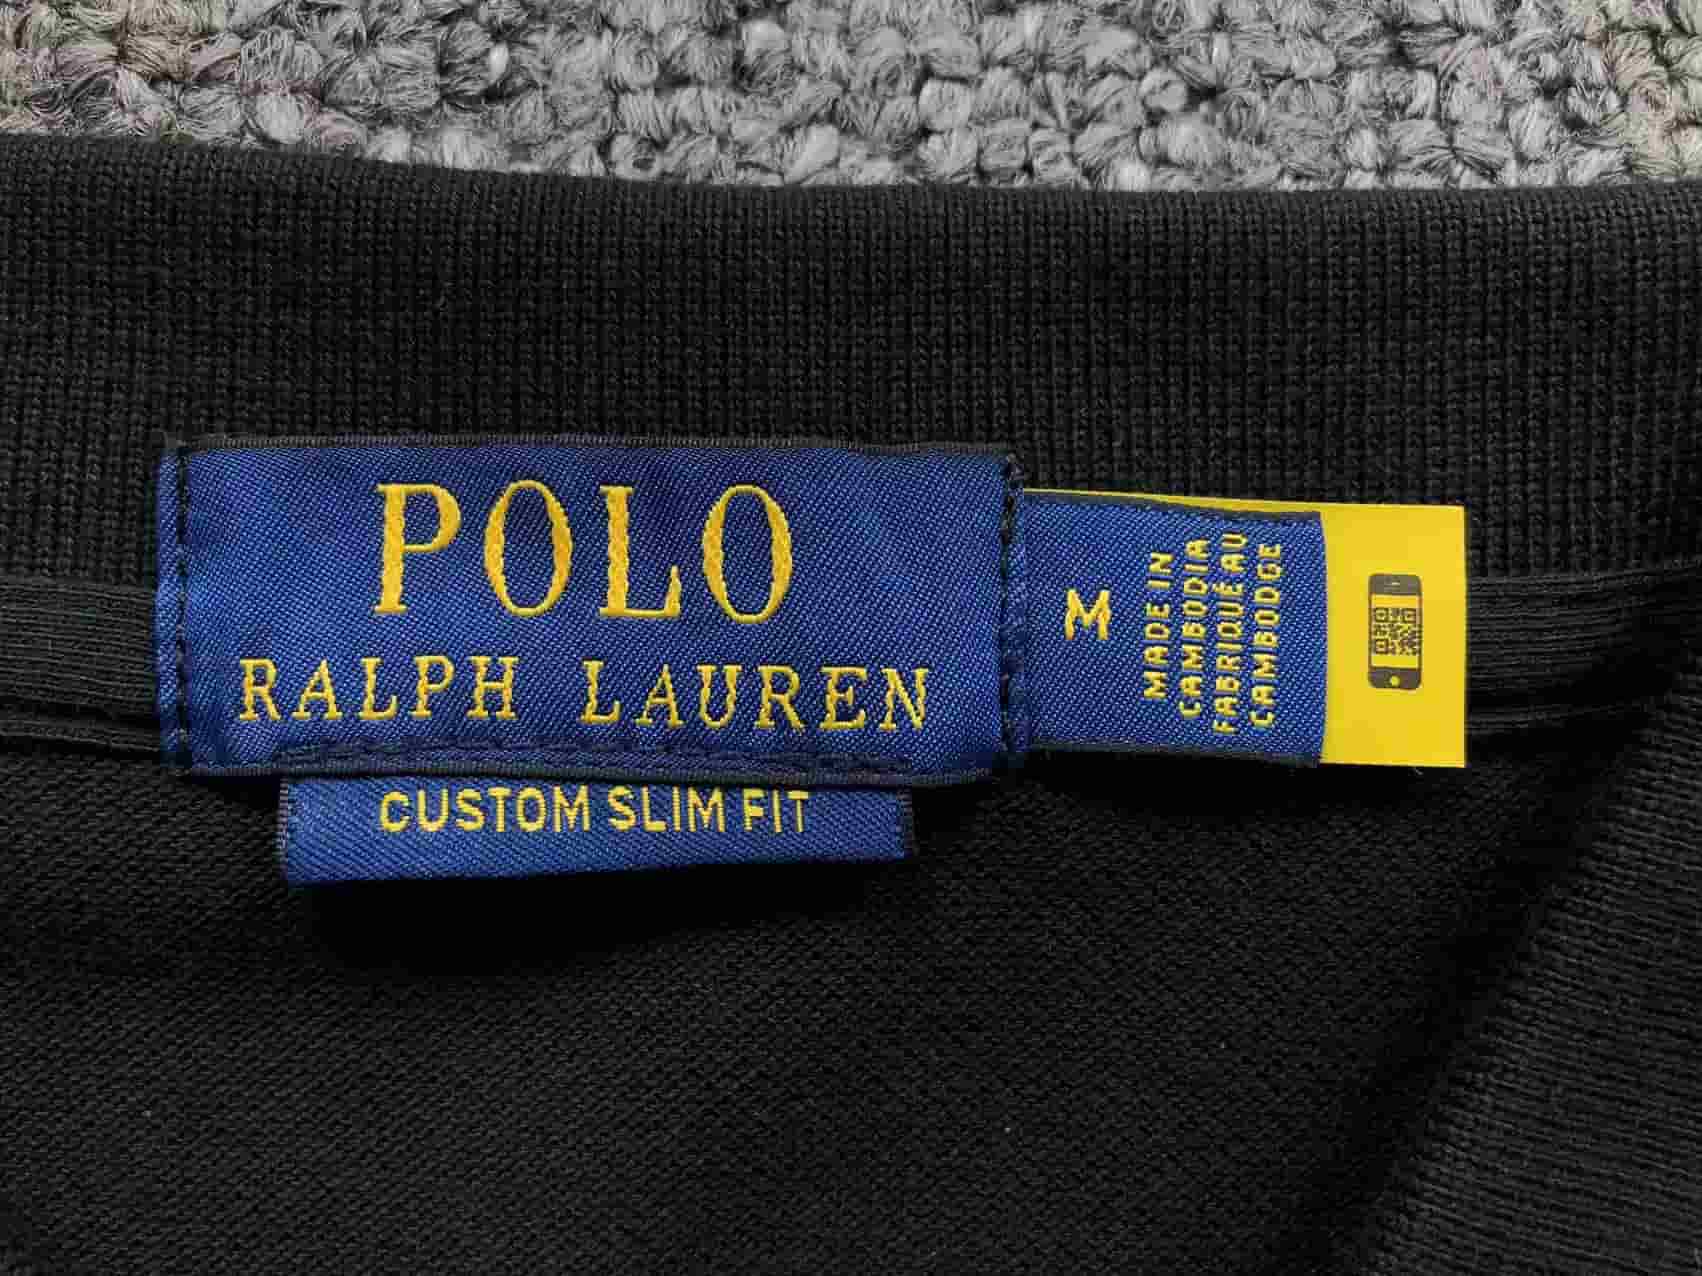 POLO
RALPH LAUREN
CUSTOM SLIM FIT
M
MADE IN
CAMBODIA
FABRIQUÉ AU
CAMBODGE